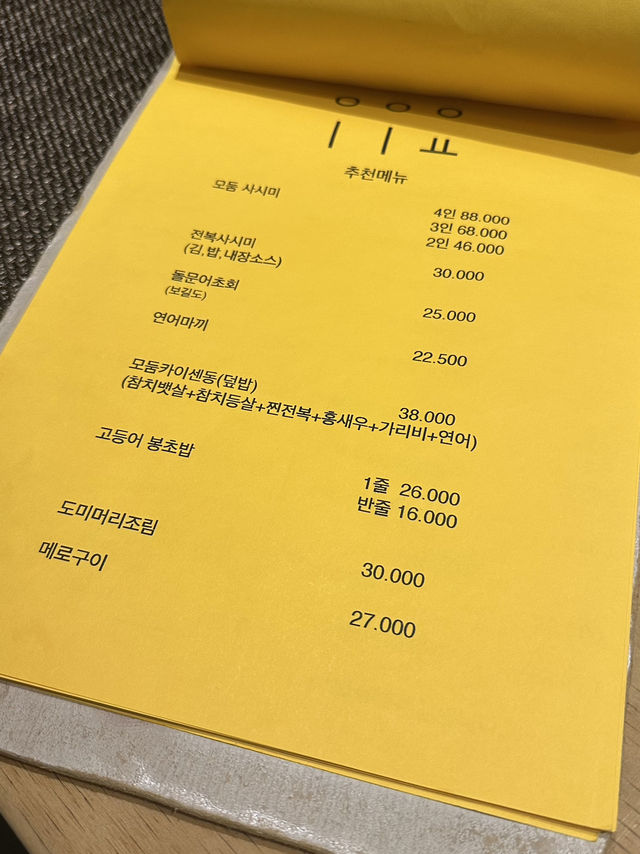 ㅇㅇㅇ
ㅣㅣㅛ
추천메뉴
모둠 사시미
4인 88.000
3인 68.000
2인 46.000
전복사시미
(김,밥,내장소스)
30.000
돌문어초회
(보길도)
25.000
연어마끼
22.500
모둠카이센동(덮밥)
38.000
(참치뱃살+참치등살+찐전복+홍새우+가리비+연어)
고등어 봉초밥
1줄 26.000
반줄 16.000
도미머리조림
30.000
메로구이
27.000